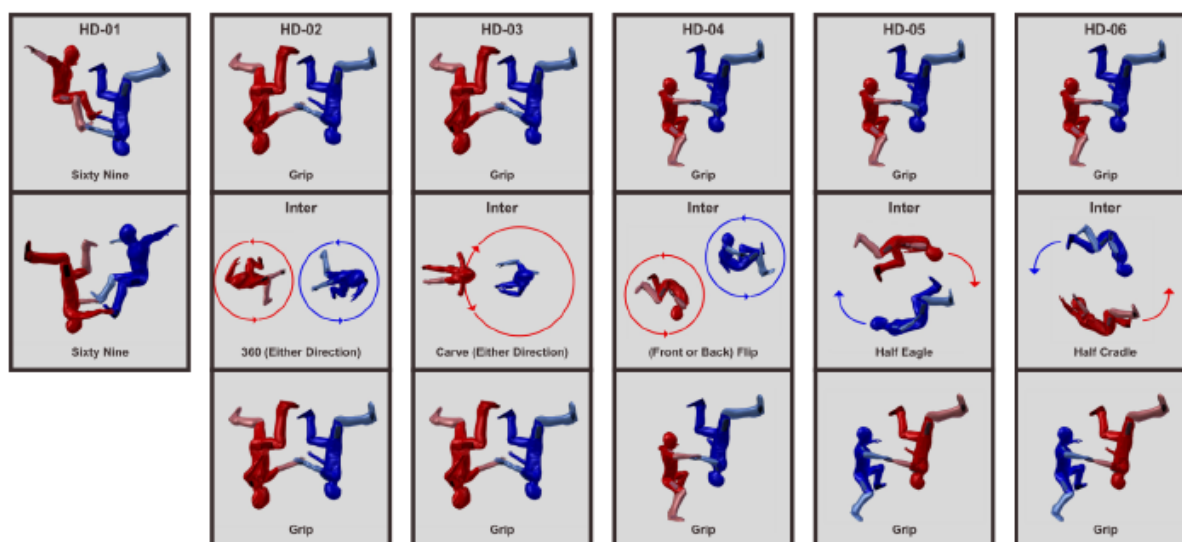 HD-01
Sixty Nine
Sixty Nine
HD-02
Grip
Inter
360 (Either Direction)
Grip
HD-03
Grip
Inter
Carve (Either Direction)
Grip
HD-04
Grip
Inter
(Front or Back) Flip
Grip
HD-05
Grip
Inter
Half Eagle
Grip
HD-06
Grip
Inter
Half Cradle
Grip